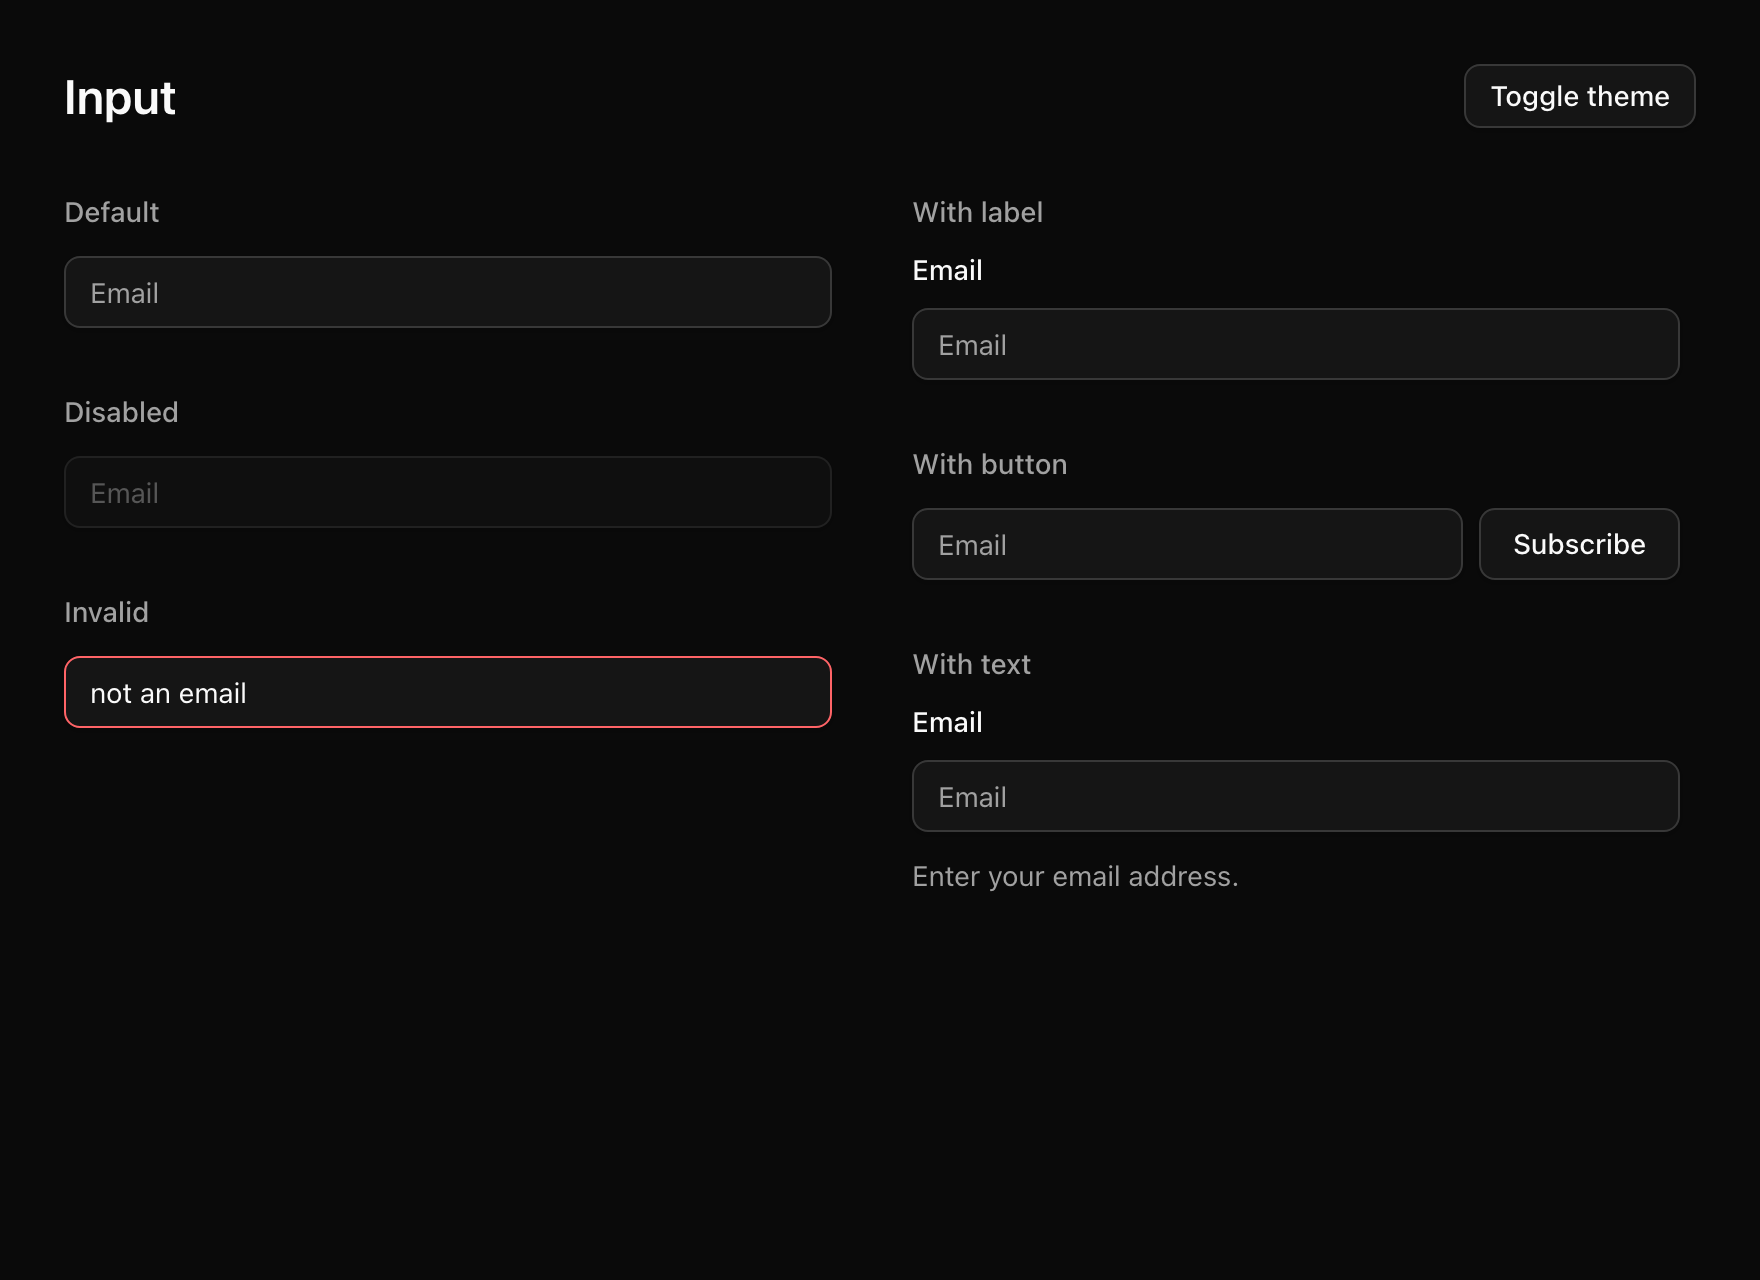 Input
Toggle theme
Default
Email
Disabled
Email
Invalid
not an email
With label
Email
Email
With button
Email
Subscribe
With text
Email
Email
Enter your email address.